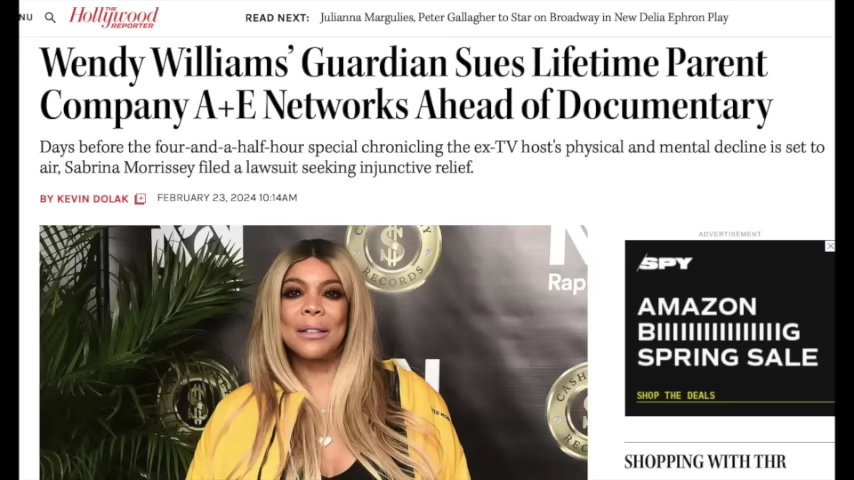 NU
THE
Hollywood
REPORTER
READ NEXT: Julianna Margulies, Peter Gallagher to Star on Broadway in New Delia Ephron Play
Wendy Williams’ Guardian Sues Lifetime Parent
Company A+E Networks Ahead of Documentary
Days before the four-and-a-half-hour special chronicling the ex-TV host's physical and mental decline is set to
air, Sabrina Morrissey filed a lawsuit seeking injunctive relief.
BY KEVIN DOLAK
FEBRUARY 23, 2024 10:14AM
RECORDS
Rap
CASH
ADVERTISEMENT
SPY
AMAZON
BIIIIIIIIIIIIIIIIG
SPRING SALE
SHOP THE DEALS
SHOPPING WITH THR